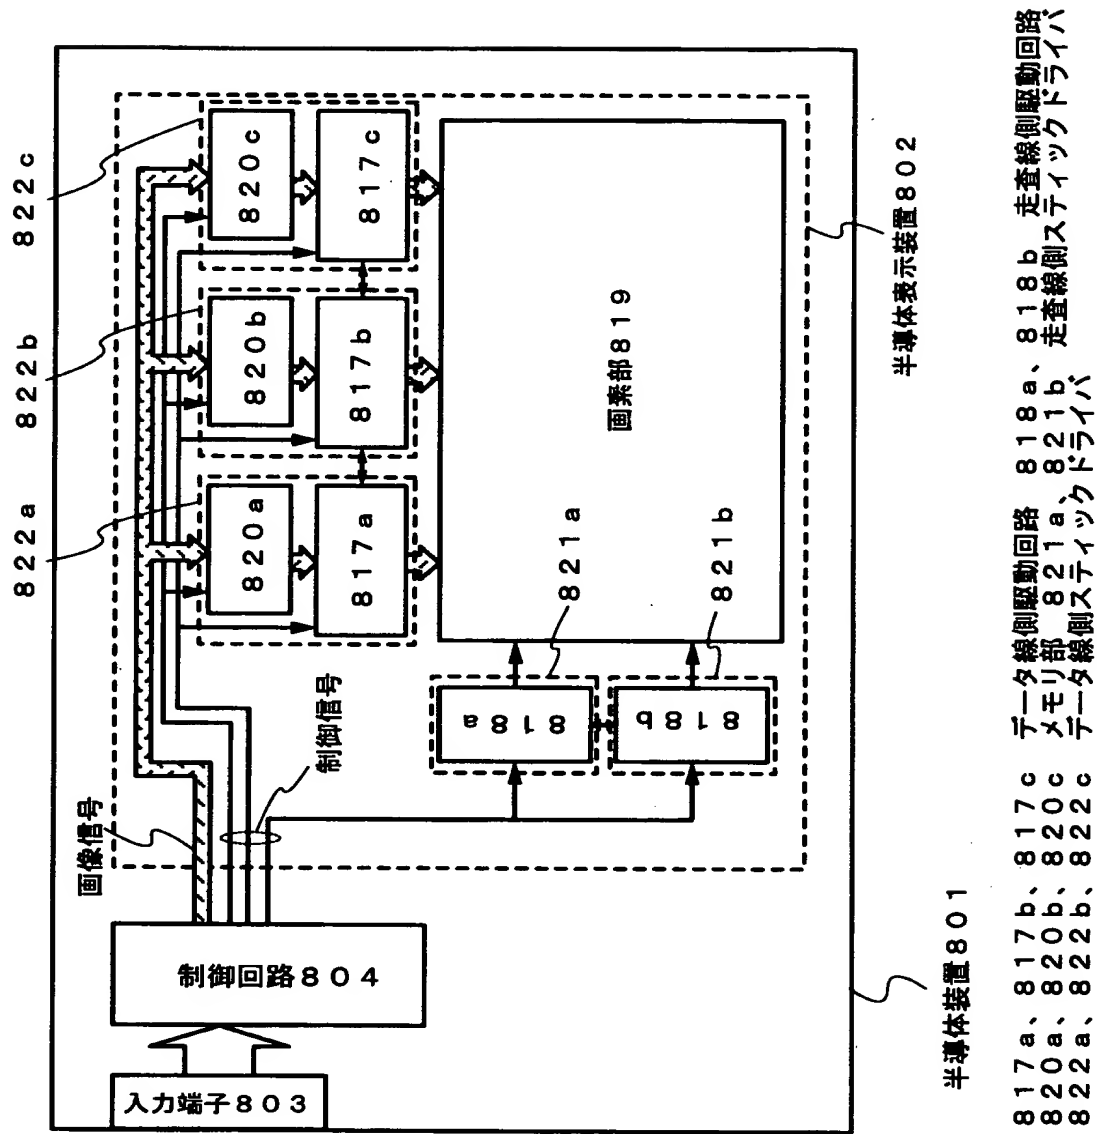 822a
822b
822c
画像信号
820a
820b
820c
817a
817b
817c
制御信号
制御回路804
入力端子803
818a
818b
821a
821b
画素部819
半導体表示装置802
半導体装置801
817a、817b、817c データ線側駆動回路 818a、818b 走査線側駆動回路
820a、820b、820c メモリ部 821a、821b 走査線側スティックドライバ
822a、822b、822c データ線側スティックドライバ